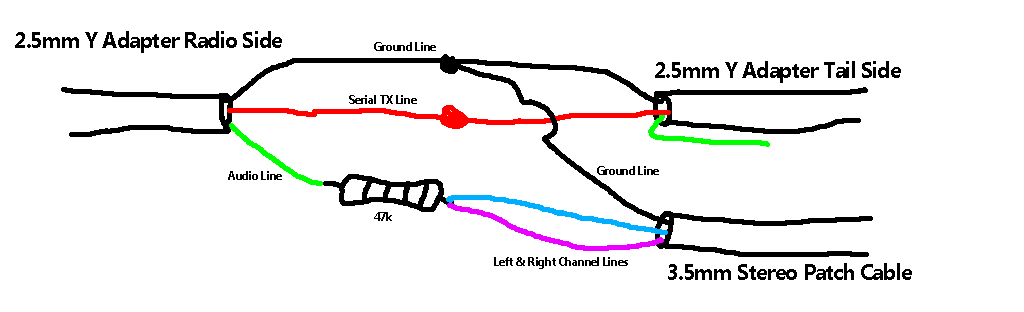 2.5mm Y Adapter Radio Side
Ground Line
2.5mm Y Adapter Tail Side
Serial TX Line
Audio Line
Ground Line
47k
Left & Right Channel Lines
3.5mm Stereo Patch Cable